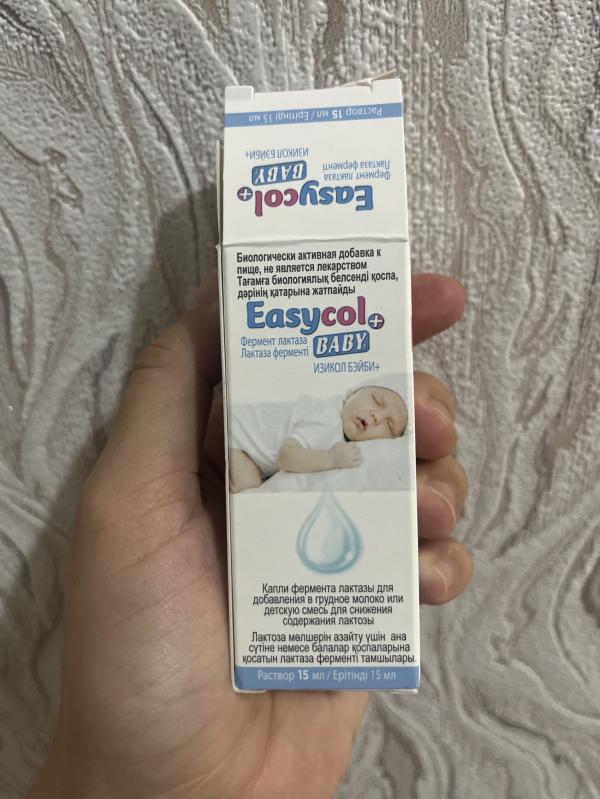 Раствор 15 мл / Ерітінді 15 мл
Easycol+
BABY
Фермент лактаза
Лактаза ферменті
ИЗИКОЛ БЭЙБИ+
Биологически активная добавка к
пище, не является лекарством
Тағамға биологиялық белсенді қоспа,
дәрінің қатарына жатпайды
Easycol+
Фермент лактаза
Лактаза ферменті
BABY
ИЗИКОЛ БЭЙБИ+
Капли фермента лактазы для
добавления в грудное молоко или
детскую смесь для снижения
содержания лактозы
Лактоза мөлшерін азайту үшін ана
сүтіне немесе балалар қоспаларына
қосатын лактаза ферменті тамшылары.
Раствор 15 мл / Ерітінді 15 мл